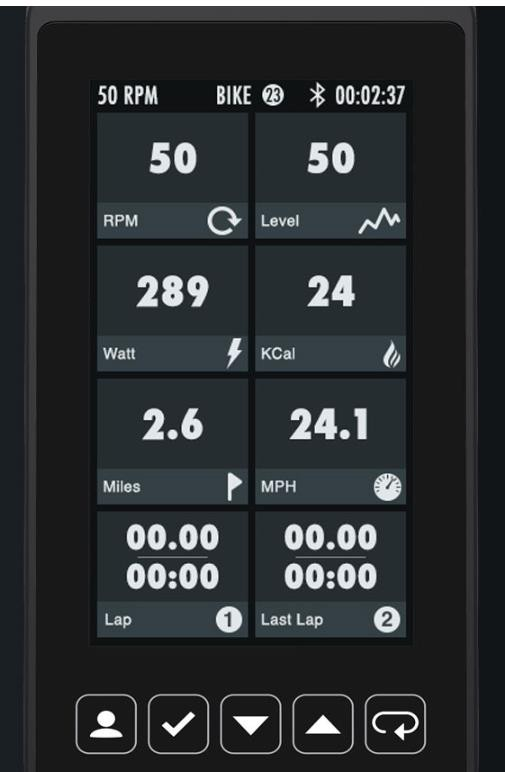 50 RPM BIKE 23 00:02:37
50 50
RPM Level
289 24
Watt KCal
2.6 24.1
Miles MPH
00.00 00.00
00:00 00:00
Lap 1 Last Lap 2